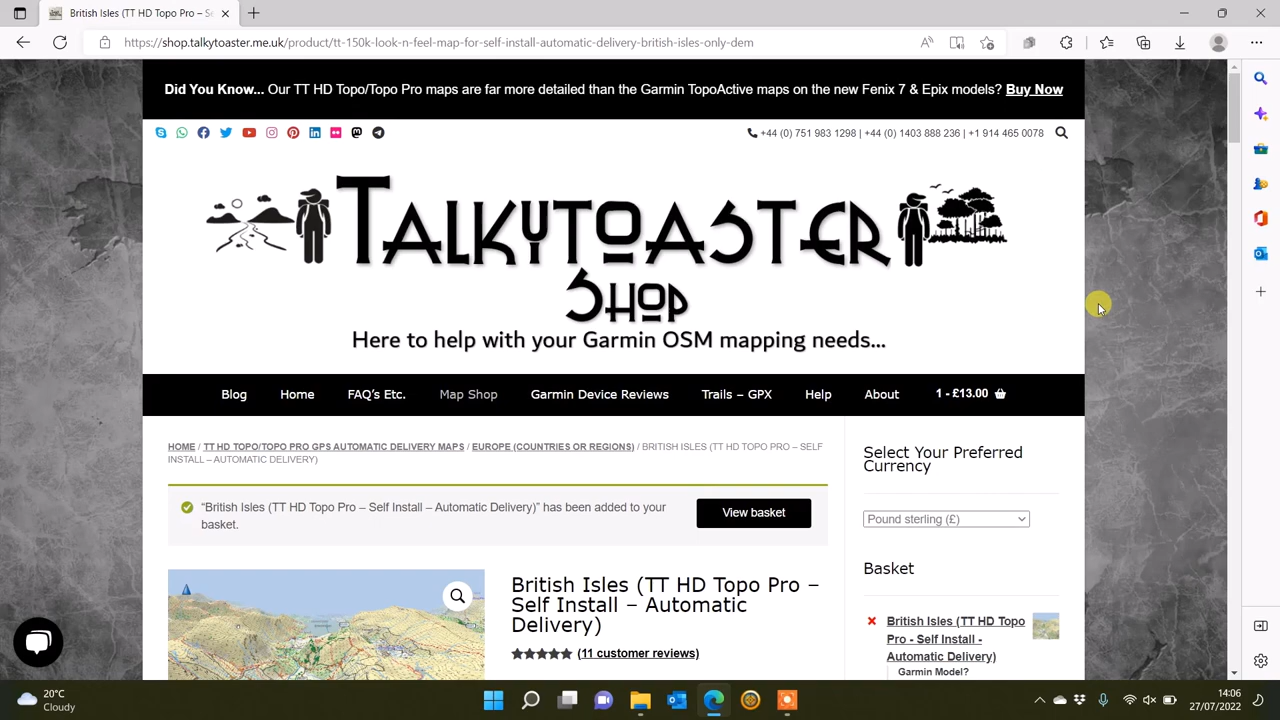 British Isles (TT HD Topo Pro – Se
https://shop.talkytoaster.me.uk/product/tt-150k-look-n-feel-map-for-self-install-automatic-delivery-british-isles-only-dem
Did You Know... Our TT HD Topo/Topo Pro maps are far more detailed than the Garmin TopoActive maps on the new Fenix 7 & Epix models? Buy Now
+44 (0) 751 983 1298 | +44 (0) 1403 888 236 | +1 914 465 0078
Talkytoaster
Shop
Here to help with your Garmin OSM mapping needs...
Blog Home FAQ's Etc. Map Shop Garmin Device Reviews Trails – GPX Help About 1 - £13.00
HOME / TT HD TOPO/TOPO PRO GPS AUTOMATIC DELIVERY MAPS / EUROPE (COUNTRIES OR REGIONS) / BRITISH ISLES (TT HD TOPO PRO – SELF
INSTALL – AUTOMATIC DELIVERY)
“British Isles (TT HD Topo Pro – Self Install – Automatic Delivery)” has been added to your
basket.
View basket
British Isles (TT HD Topo Pro –
Self Install – Automatic
Delivery)
(11 customer reviews)
Select Your Preferred
Currency
Pound sterling (£)
Basket
British Isles (TT HD Topo
Pro - Self Install -
Automatic Delivery)
Garmin Model?
20°C
Cloudy
14:06
27/07/2022